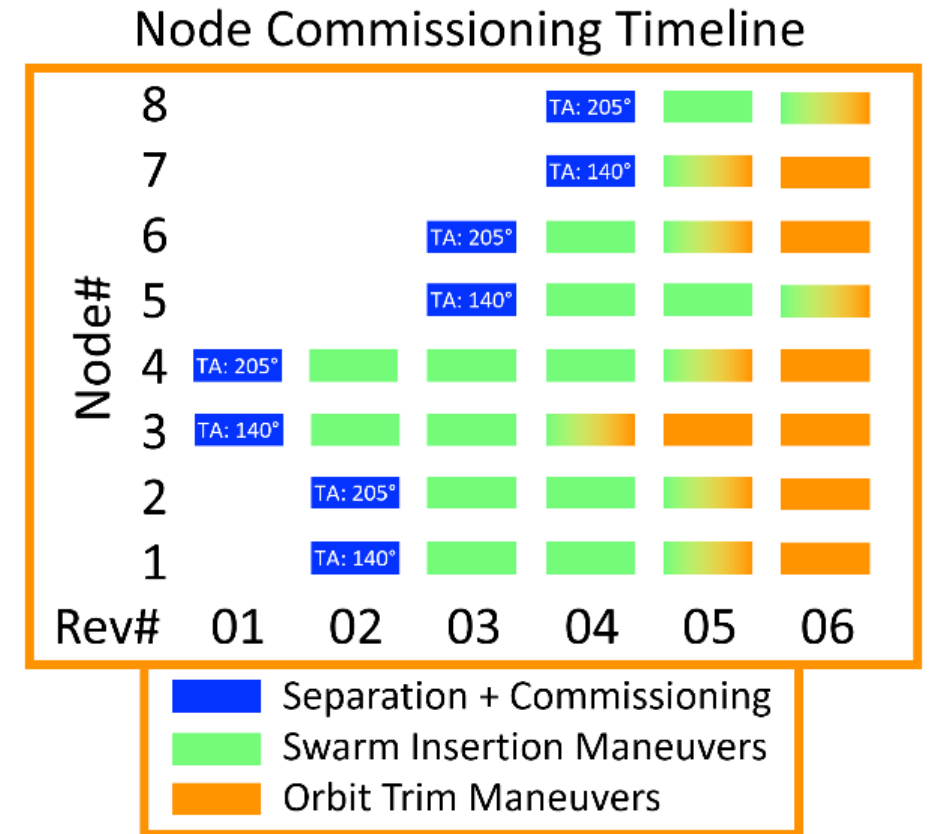 Node Commissioning Timeline
8 TA: 205°
7 TA: 140°
6 TA: 205°
5 TA: 140°
4 TA: 205°
3 TA: 140°
2 TA: 205°
1 TA: 140°
Node#
Rev# 01 02 03 04 05 06
Separation + Commissioning
Swarm Insertion Maneuvers
Orbit Trim Maneuvers